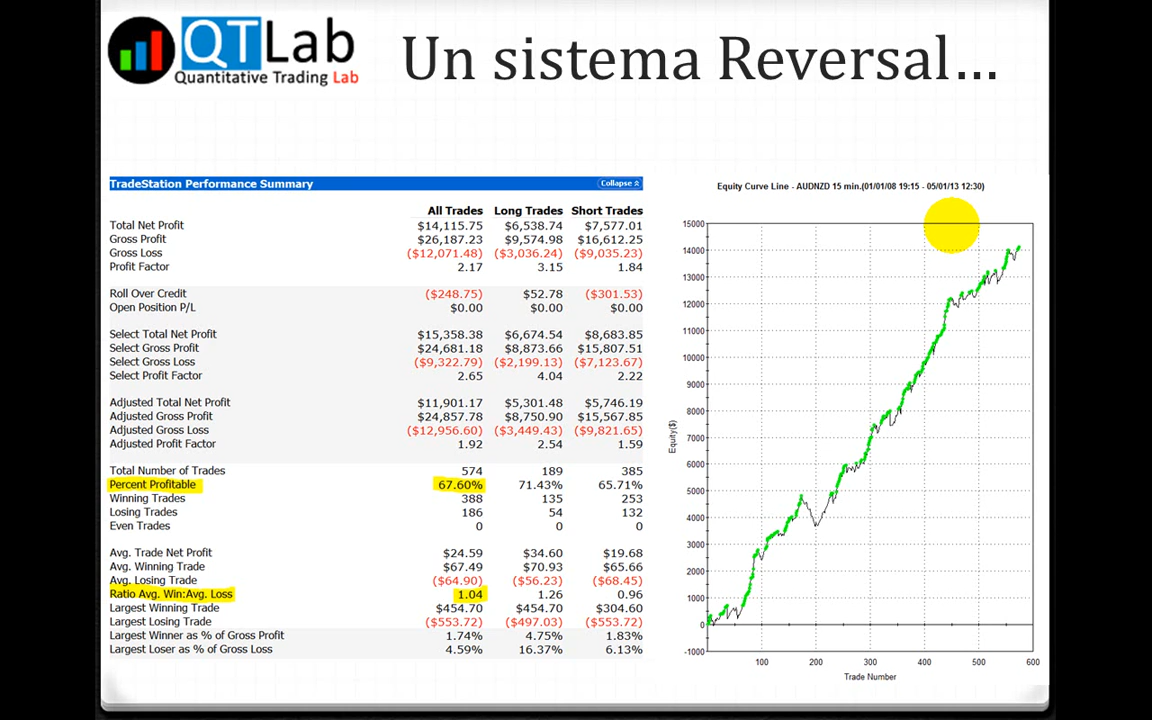 QTLab
Quantitative Trading Lab
Un sistema Reversal...
TradeStation Performance Summary Collapse
All Trades Long Trades Short Trades
Total Net Profit $14,115.75 $6,538.74 $7,577.01
Gross Profit $26,187.23 $9,574.98 $16,612.25
Gross Loss ($12,071.48) ($3,036.24) ($9,035.23)
Profit Factor 2.17 3.15 1.84
Roll Over Credit ($248.75) $52.78 ($301.53)
Open Position P/L $0.00 $0.00 $0.00
Select Total Net Profit $15,358.38 $6,674.54 $8,683.85
Select Gross Profit $24,681.18 $8,873.66 $15,807.51
Select Gross Loss ($9,322.79) ($2,199.13) ($7,123.67)
Select Profit Factor 2.65 4.04 2.22
Adjusted Total Net Profit $11,901.17 $5,301.48 $5,746.19
Adjusted Gross Profit $24,857.78 $8,750.90 $15,567.85
Adjusted Gross Loss ($12,956.60) ($3,449.43) ($9,821.65)
Adjusted Profit Factor 1.92 2.54 1.59
Total Number of Trades 574 189 385
Percent Profitable 67.60% 71.43% 65.71%
Winning Trades 388 135 253
Losing Trades 186 54 132
Even Trades 0 0 0
Avg. Trade Net Profit $24.59 $34.60 $19.68
Avg. Winning Trade $67.49 $70.93 $65.66
Avg. Losing Trade ($64.90) ($56.23) ($68.45)
Ratio Avg. Win:Avg. Loss 1.04 1.26 0.96
Largest Winning Trade $454.70 $454.70 $304.60
Largest Losing Trade ($553.72) ($497.03) ($553.72)
Largest Winner as % of Gross Profit 1.74% 4.75% 1.83%
Largest Loser as % of Gross Loss 4.59% 16.37% 6.13%
Equity Curve Line - AUDNZD 15 min.(01/01/08 19:15 - 05/01/13 12:30)
15000
14000
13000
12000
11000
10000
9000
8000
7000
6000
5000
4000
3000
2000
1000
0
-1000
Equity($)
100 200 300 400 500 600
Trade Number